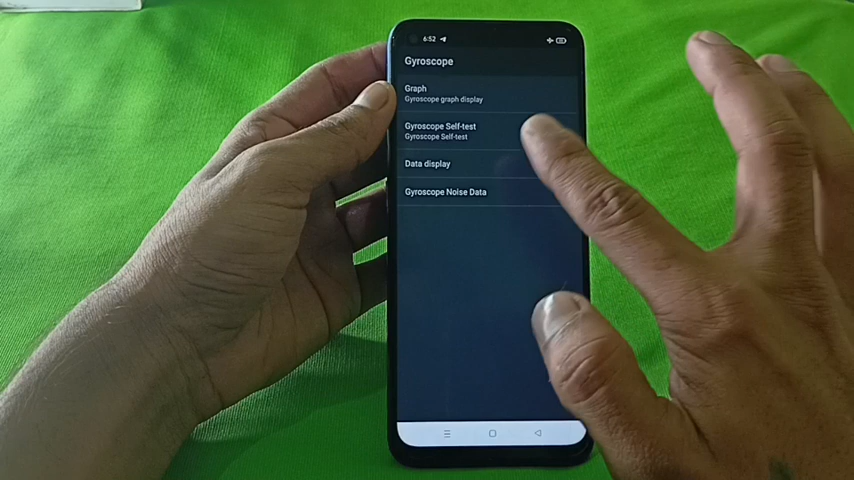 6:52
Gyroscope
Graph
Gyroscope graph display
Gyroscope Self-test
Gyroscope Self-test
Data display
Gyroscope Noise Data